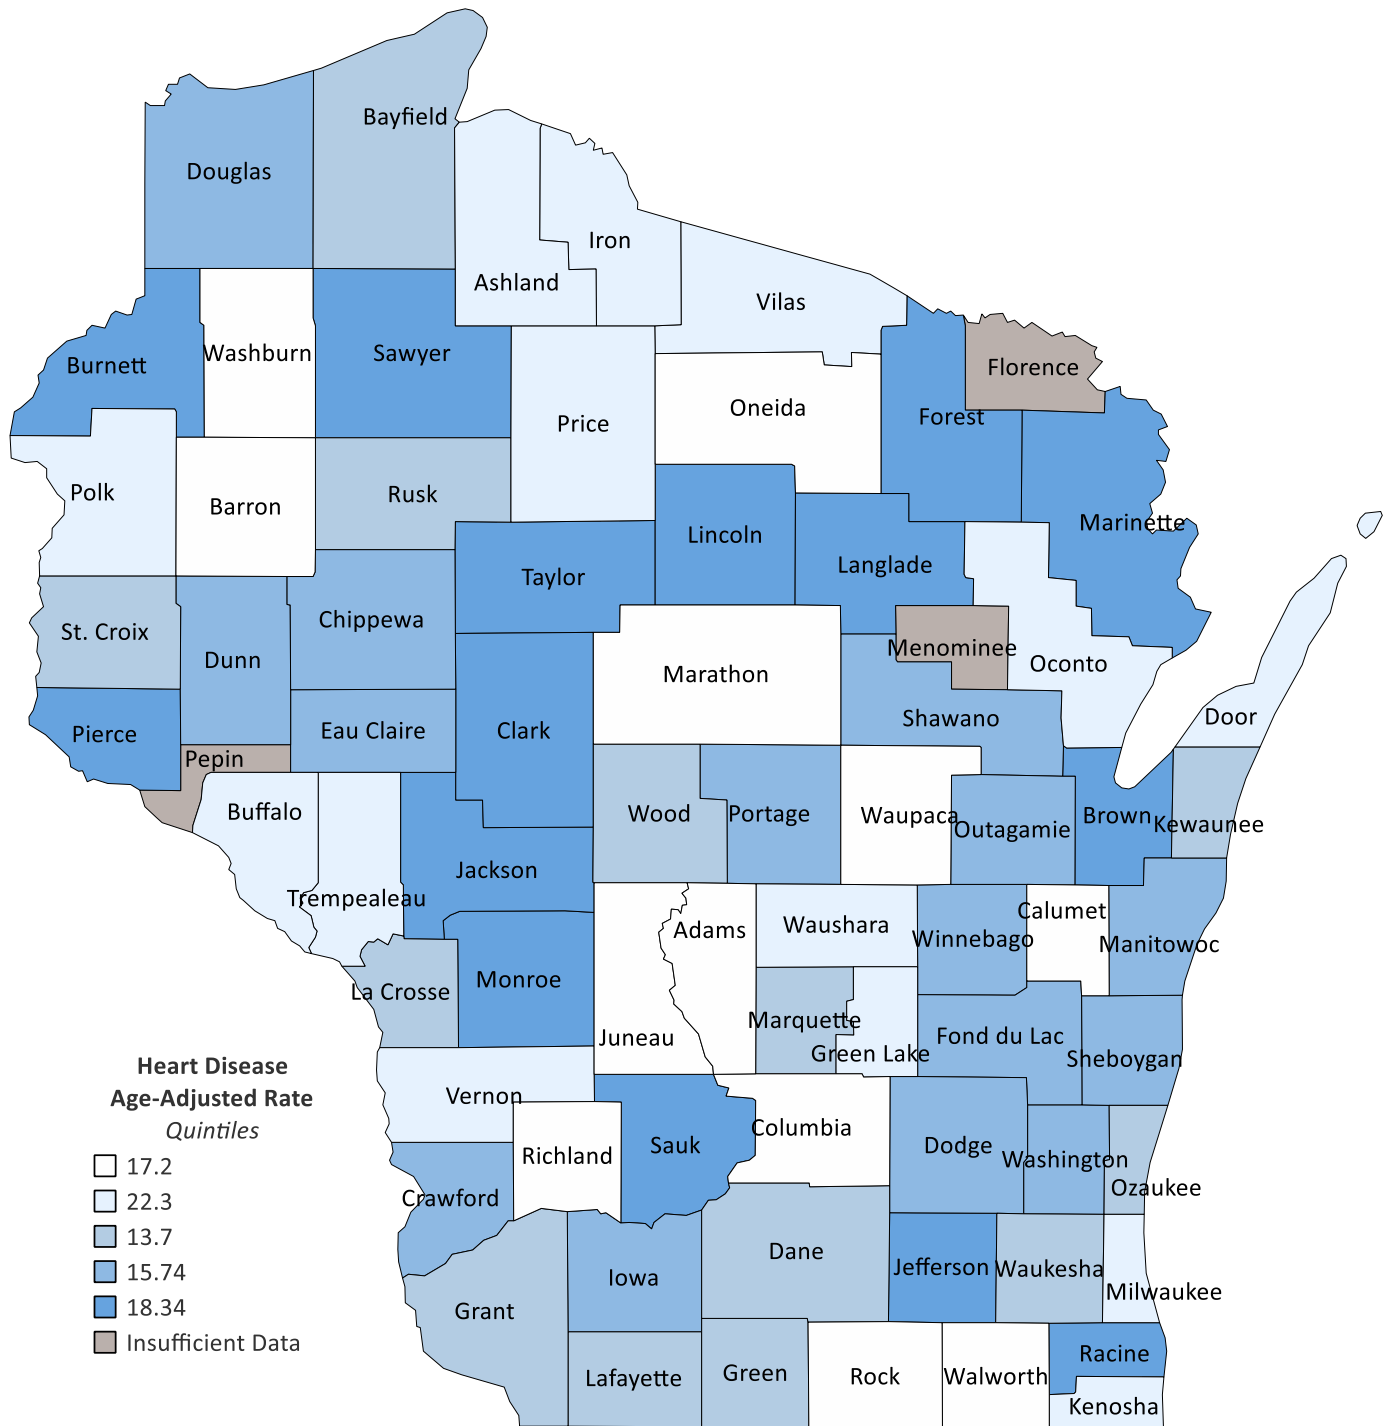 Bayfield
Douglas
Iron
Ashland
Vilas
Washburn
Sawyer
Burnett
Florence
Oneida
Forest
Price
Polk
Rusk
Barron
Marinette
Lincoln
Langlade
Taylor
Chippewa
St. Croix
Menominee
Dunn
Oconto
Marathon
Door
Shawano
Eau Claire
Clark
Pierce
Pepin
Buffalo
Wood
Portage
Waupaca
Brown
Kewaunee
Outagamie
Jackson
Trempealeau
Calumet
Waushara
Adams
Winnebago
Manitowoc
Monroe
La Crosse
Marquette
Juneau
Fond du Lac
Green Lake
Sheboygan
Vernon
Columbia
Sauk
Dodge
Richland
Washington
Ozaukee
Crawford
Dane
Jefferson
Waukesha
Iowa
Milwaukee
Grant
Racine
Green
Rock
Walworth
Lafayette
Kenosha
Heart Disease
Age-Adjusted Rate
Quintiles
17.2
22.3
13.7
15.74
18.34
Insufficient Data